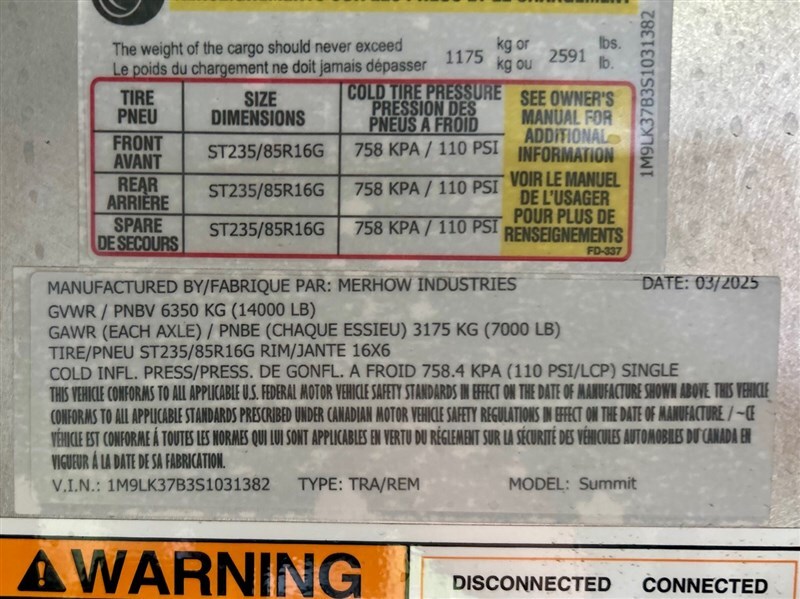 RENSEIGNEMENTS SUR LES PNEUS ET LE CHARGEMENT
The weight of the cargo should never exceed 1175 kg or 2591 lbs.
Le poids du chargement ne doit jamais dépasser kg ou lb.
TIRE PNEU
SIZE DIMENSIONS
COLD TIRE PRESSURE PRESSION DES PNEUS A FROID
SEE OWNER'S MANUAL FOR ADDITIONAL INFORMATION
VOIR LE MANUEL DE L'USAGER POUR PLUS DE RENSEIGNEMENTS
FRONT AVANT ST235/85R16G 758 KPA / 110 PSI
REAR ARRIÈRE ST235/85R16G 758 KPA / 110 PSI
SPARE DE SECOURS ST235/85R16G 758 KPA / 110 PSI
FD-337
1M9LK37B3S1031382
MANUFACTURED BY/FABRIQUE PAR: MERHOW INDUSTRIES DATE: 03/2025
GVWR / PNBV 6350 KG (14000 LB)
GAWR (EACH AXLE) / PNBE (CHAQUE ESSIEU) 3175 KG (7000 LB)
TIRE/PNEU ST235/85R16G RIM/JANTE 16X6
COLD INFL. PRESS/PRESS. DE GONFL. A FROID 758.4 KPA (110 PSI/LCP) SINGLE
THIS VEHICLE CONFORMS TO ALL APPLICABLE U.S. FEDERAL MOTOR VEHICLE SAFETY STANDARDS IN EFFECT ON THE DATE OF MANUFACTURE SHOWN ABOVE. THIS VEHICLE
CONFORMS TO ALL APPLICABLE STANDARDS PRESCRIBED UNDER CANADIAN MOTOR VEHICLE SAFETY REGULATIONS IN EFFECT ON THE DATE OF MANUFACTURE. / ~CE
VÉHICLE EST CONFORME Á TOUTES LES NORMES QUI LUI SONT APPLICABLES EN VERTU DU RÉGLEMENT SUR LA SÉCURITÉ DES VÉHICULES AUTOMOBILES DU CANADA EN
VIGUEUR Á LA DATE DE SA FABRICATION.
V.I.N.: 1M9LK37B3S1031382 TYPE: TRA/REM MODEL: Summit
WARNING
DISCONNECTED CONNECTED